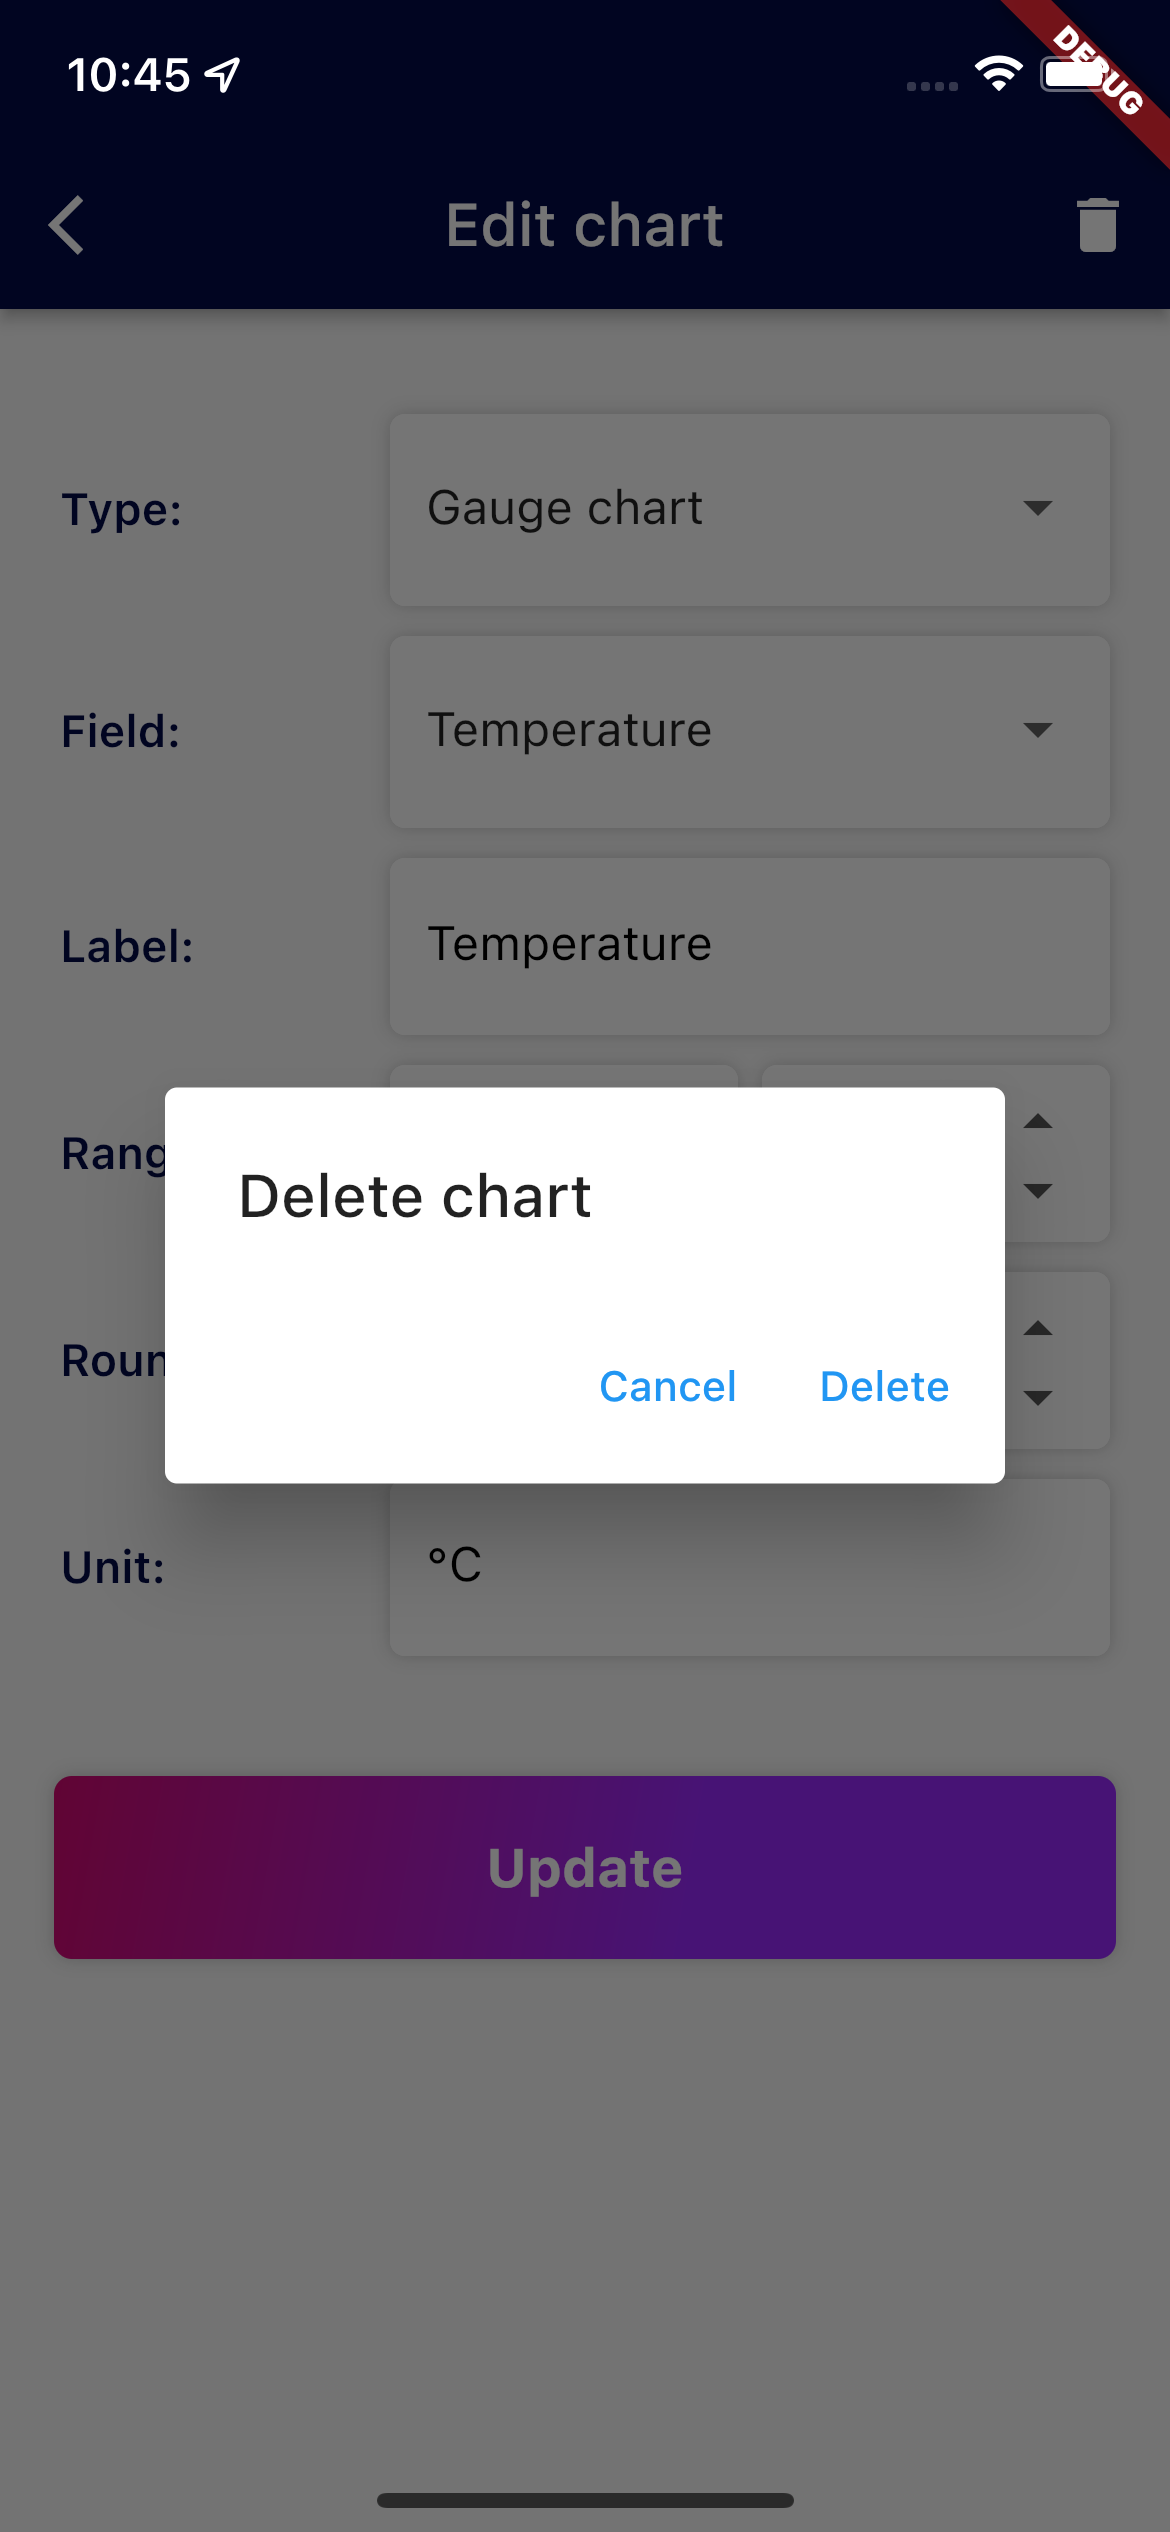 10:45
DEBUG
Edit chart
Type:
Gauge chart
Field:
Temperature
Label:
Temperature
Rang
Delete chart
Roun
Cancel
Delete
Unit:
°C
Update